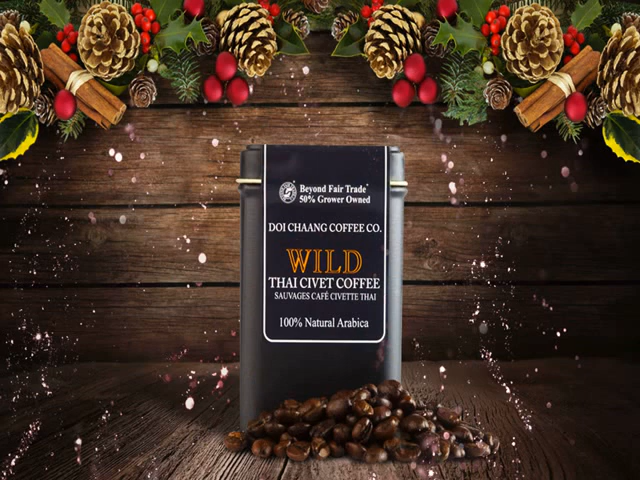 Beyond Fair Trade*
50% Grower Owned
DOI CHAANG COFFEE CO.
WILD
THAI CIVET COFFEE
SAUVAGES CAFÉ CIVETTE THAI
100% Natural Arabica